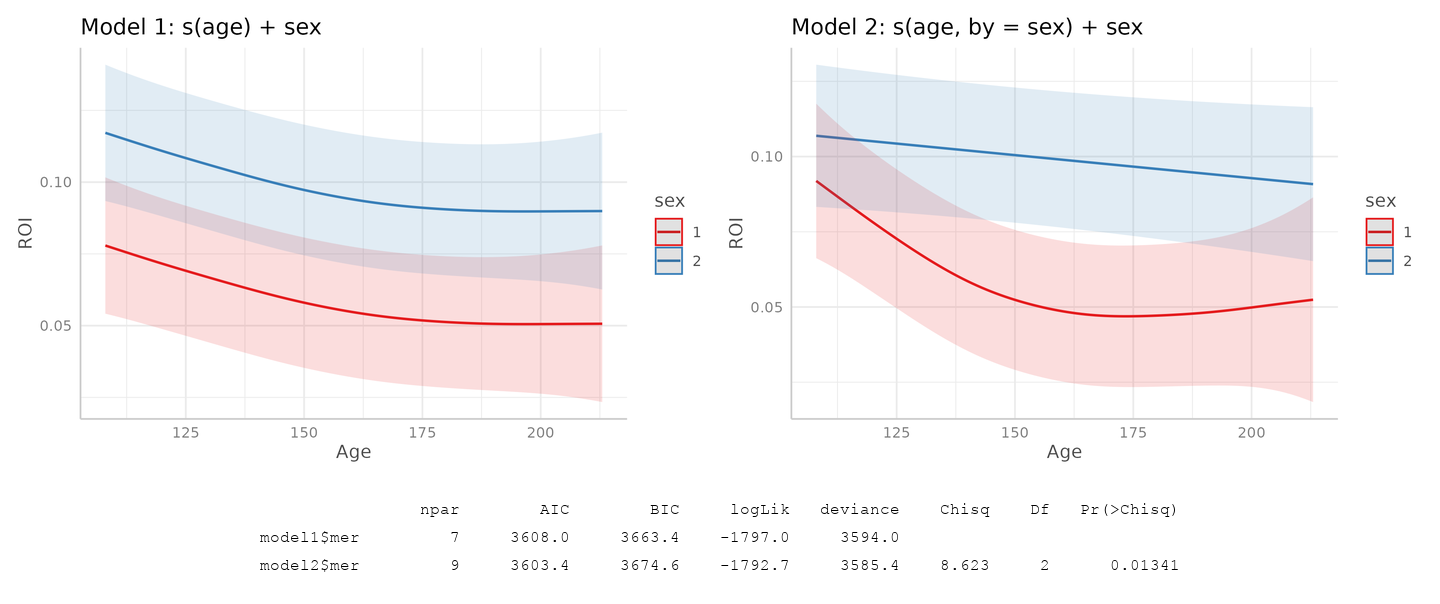 Model 1: s(age) + sex
0.10
0.05
ROI
125 150 175 200
Age
sex
1
2
Model 2: s(age, by = sex) + sex
0.10
0.05
ROI
125 150 175 200
Age
sex
1
2
npar AIC BIC logLik deviance Chisq Df Pr(>Chisq)
model1$mer 7 3608.0 3663.4 -1797.0 3594.0
model2$mer 9 3603.4 3674.6 -1792.7 3585.4 8.623 2 0.01341